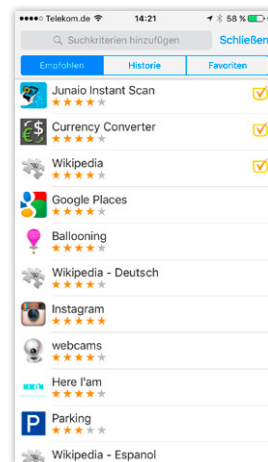 Telekom.de 14:21 58 %
Suchkriterien hinzufügen Schließen
Empfohlen Historie Favoriten
Junaio Instant Scan
Currency Converter
Wikipedia
Google Places
Ballooning
Wikipedia - Deutsch
Instagram
webcams
HERE I'M Here I'am
P Parking
Wikipedia - Espanol